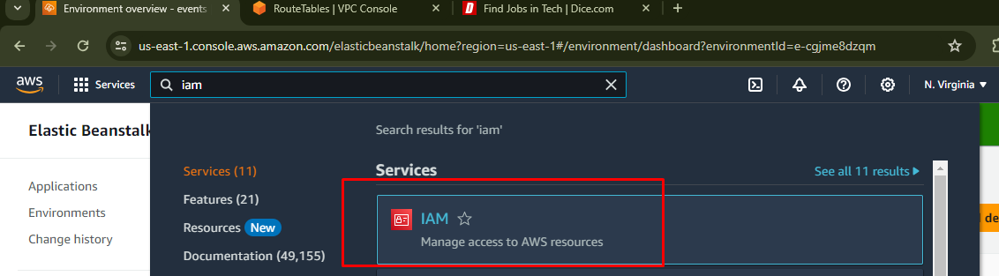 Environment overview - events
RouteTables | VPC Console
Find Jobs in Tech | Dice.com
us-east-1.console.aws.amazon.com/elasticbeanstalk/home?region=us-east-1#/environment/dashboard?environmentId=e-cgjme8dzqm
aws
Services
iam
N. Virginia
Elastic Beanstalk
Applications
Environments
Change history
Search results for 'iam'
Services (11)
Features (21)
Resources New
Documentation (49,155)
Services
See all 11 results
IAM
Manage access to AWS resources
de